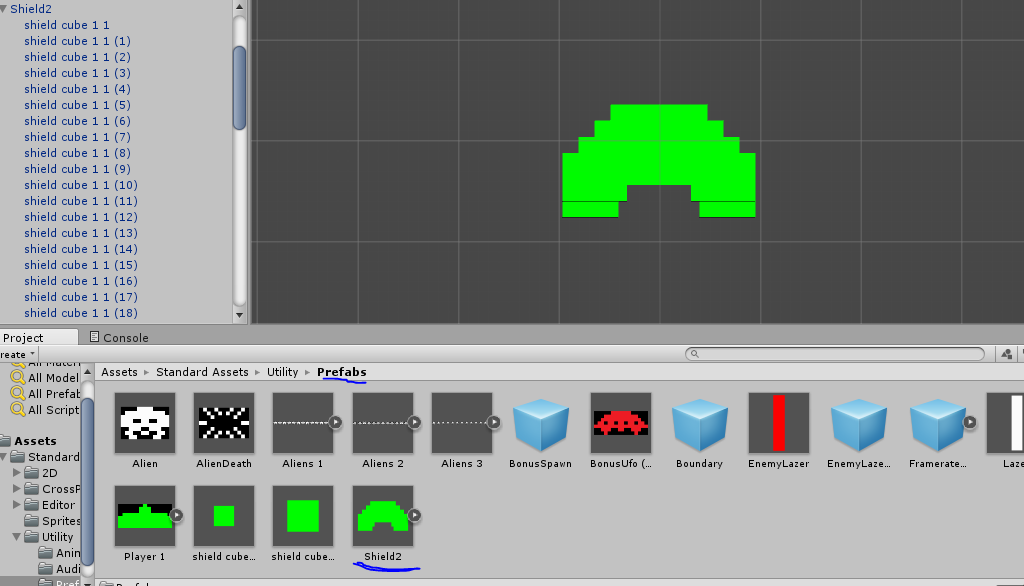 Shield2
shield cube 1 1
shield cube 1 1 (1)
shield cube 1 1 (2)
shield cube 1 1 (3)
shield cube 1 1 (4)
shield cube 1 1 (5)
shield cube 1 1 (6)
shield cube 1 1 (7)
shield cube 1 1 (8)
shield cube 1 1 (9)
shield cube 1 1 (10)
shield cube 1 1 (11)
shield cube 1 1 (12)
shield cube 1 1 (13)
shield cube 1 1 (14)
shield cube 1 1 (15)
shield cube 1 1 (16)
shield cube 1 1 (17)
shield cube 1 1 (18)
Project
Console
reate
All Mater
All Model
All Prefab
All Script
Assets
Standard
2D
CrossP
Editor
Sprites
Utility
Anin
Audi
Pref
Assets ▸ Standard Assets ▸ Utility ▸ Prefabs
Alien
AlienDeath
Aliens 1
Aliens 2
Aliens 3
BonusSpawn
BonusUfo (...
Boundary
EnemyLazer
EnemyLaze...
Framerate...
Laze
Player 1
shield cube...
shield cube...
Shield2